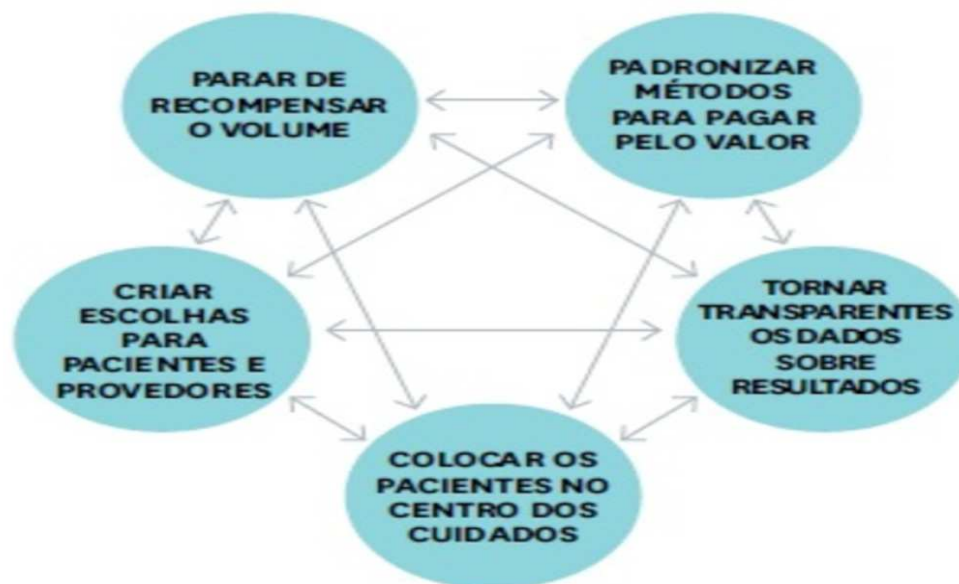 PARAR DE
RECOMPENSAR
O VOLUME
PADRONIZAR
MÉTODOS
PARA PAGAR
PELO VALOR
CRIAR
ESCOLHAS
PARA
PACIENTES E
PROVEDORES
TORNAR
TRANSPARENTES
OS DADOS
SOBRE
RESULTADOS
COLOCAR OS
PACIENTES NO
CENTRO DOS
CUIDADOS